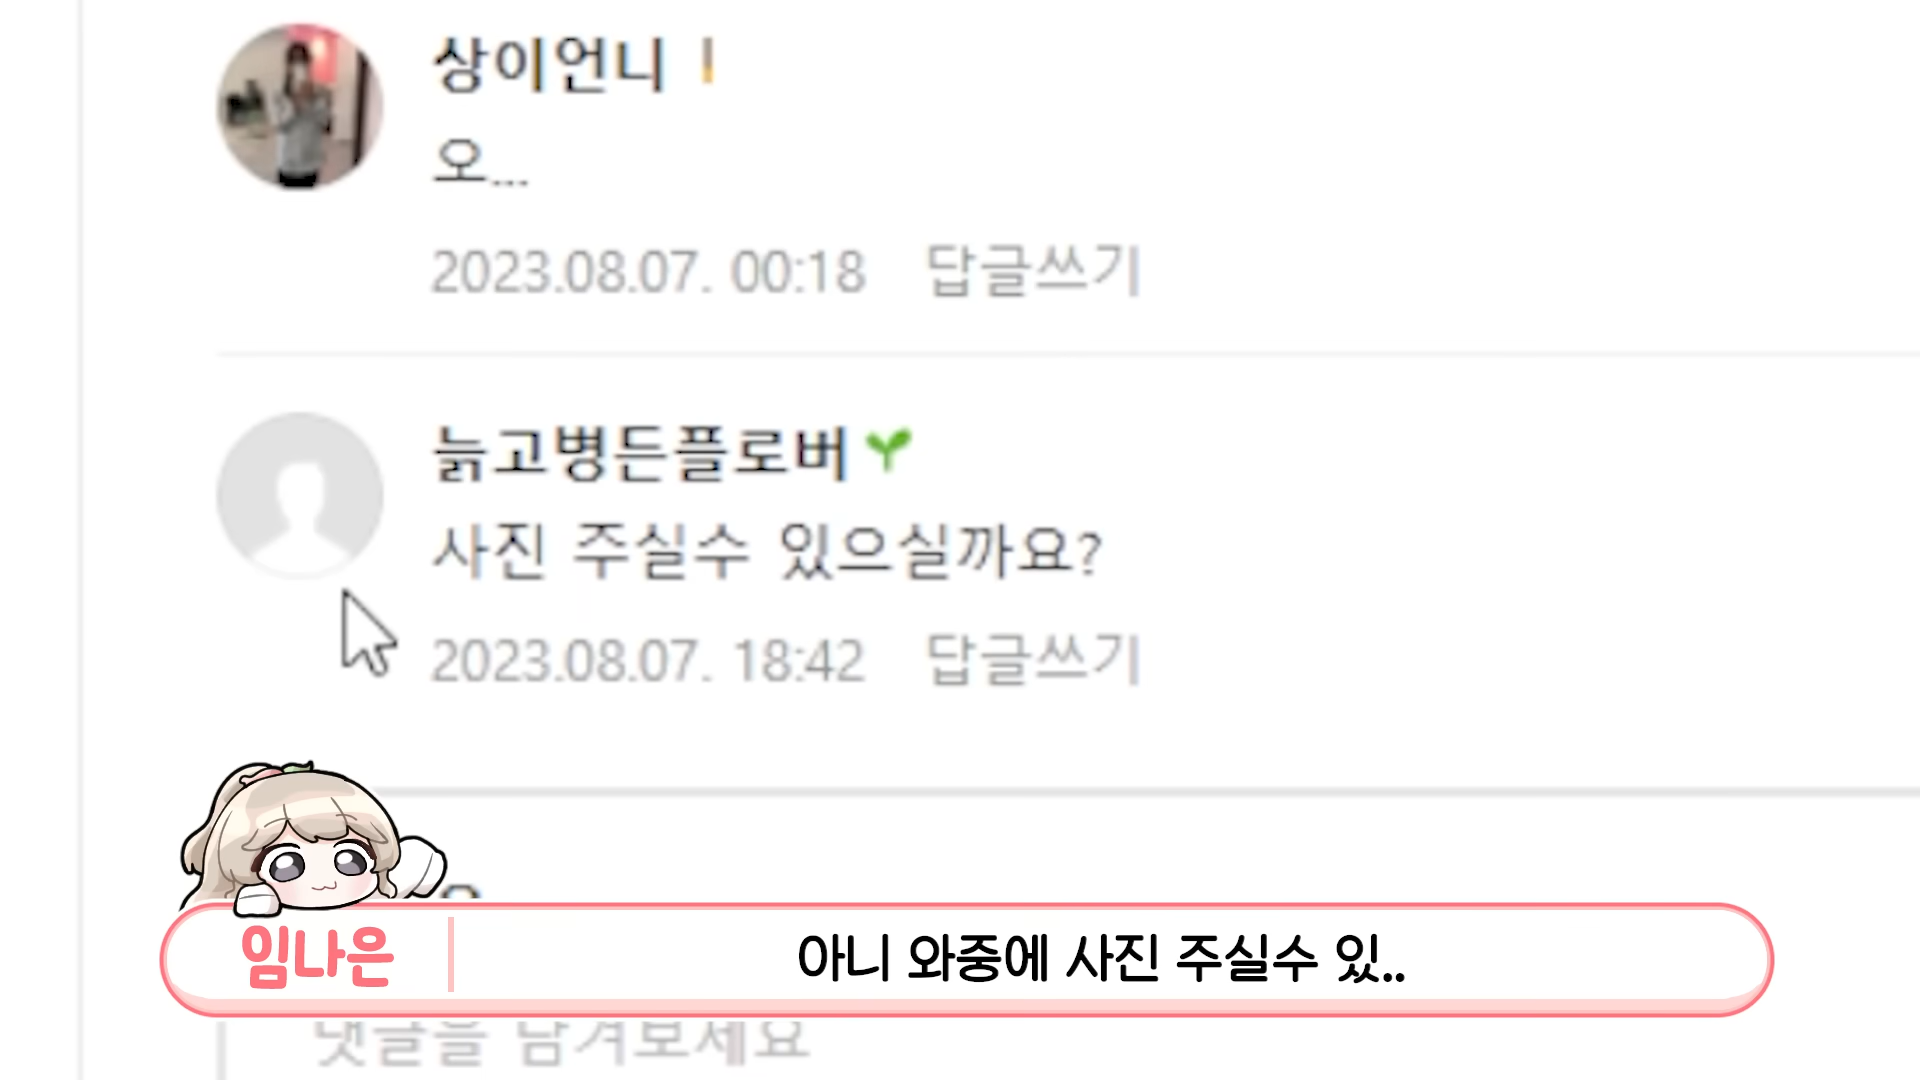 상이언니
오...
2023.08.07. 00:18 답글쓰기
늙고병든플로버
사진 주실수 있으실까요?
2023.08.07. 18:42 답글쓰기
임나은 아니 와중에 사진 주실수 있..
댓글을 남겨보세요